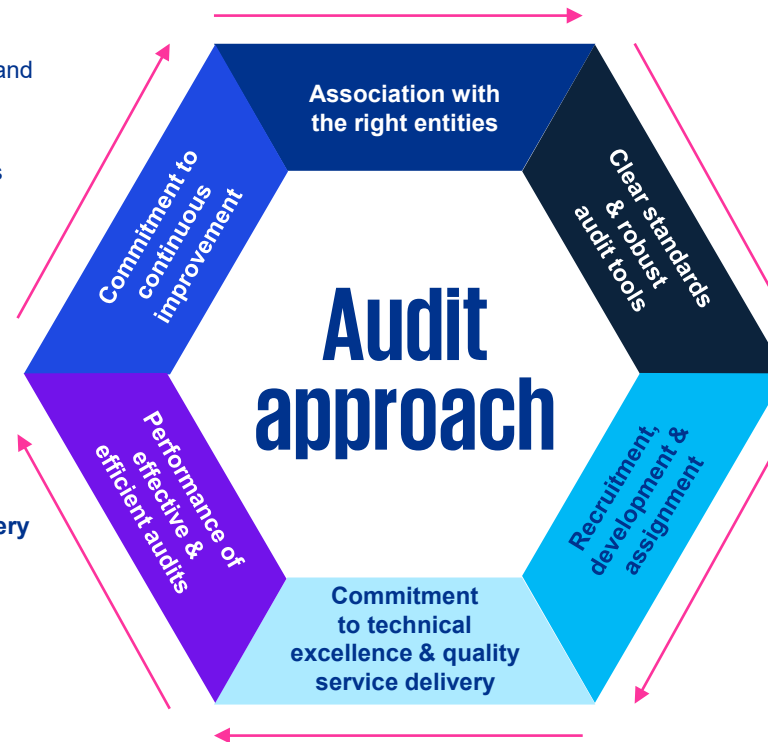 and
s
ery
Association with
the right entities
Clear standards
& robust
audit tools
Recruitment,
development &
assignment
Commitment
to technical
excellence & quality
service delivery
Performance of
effective &
efficient audits
Commitment to
continuous
improvement
Audit
approach